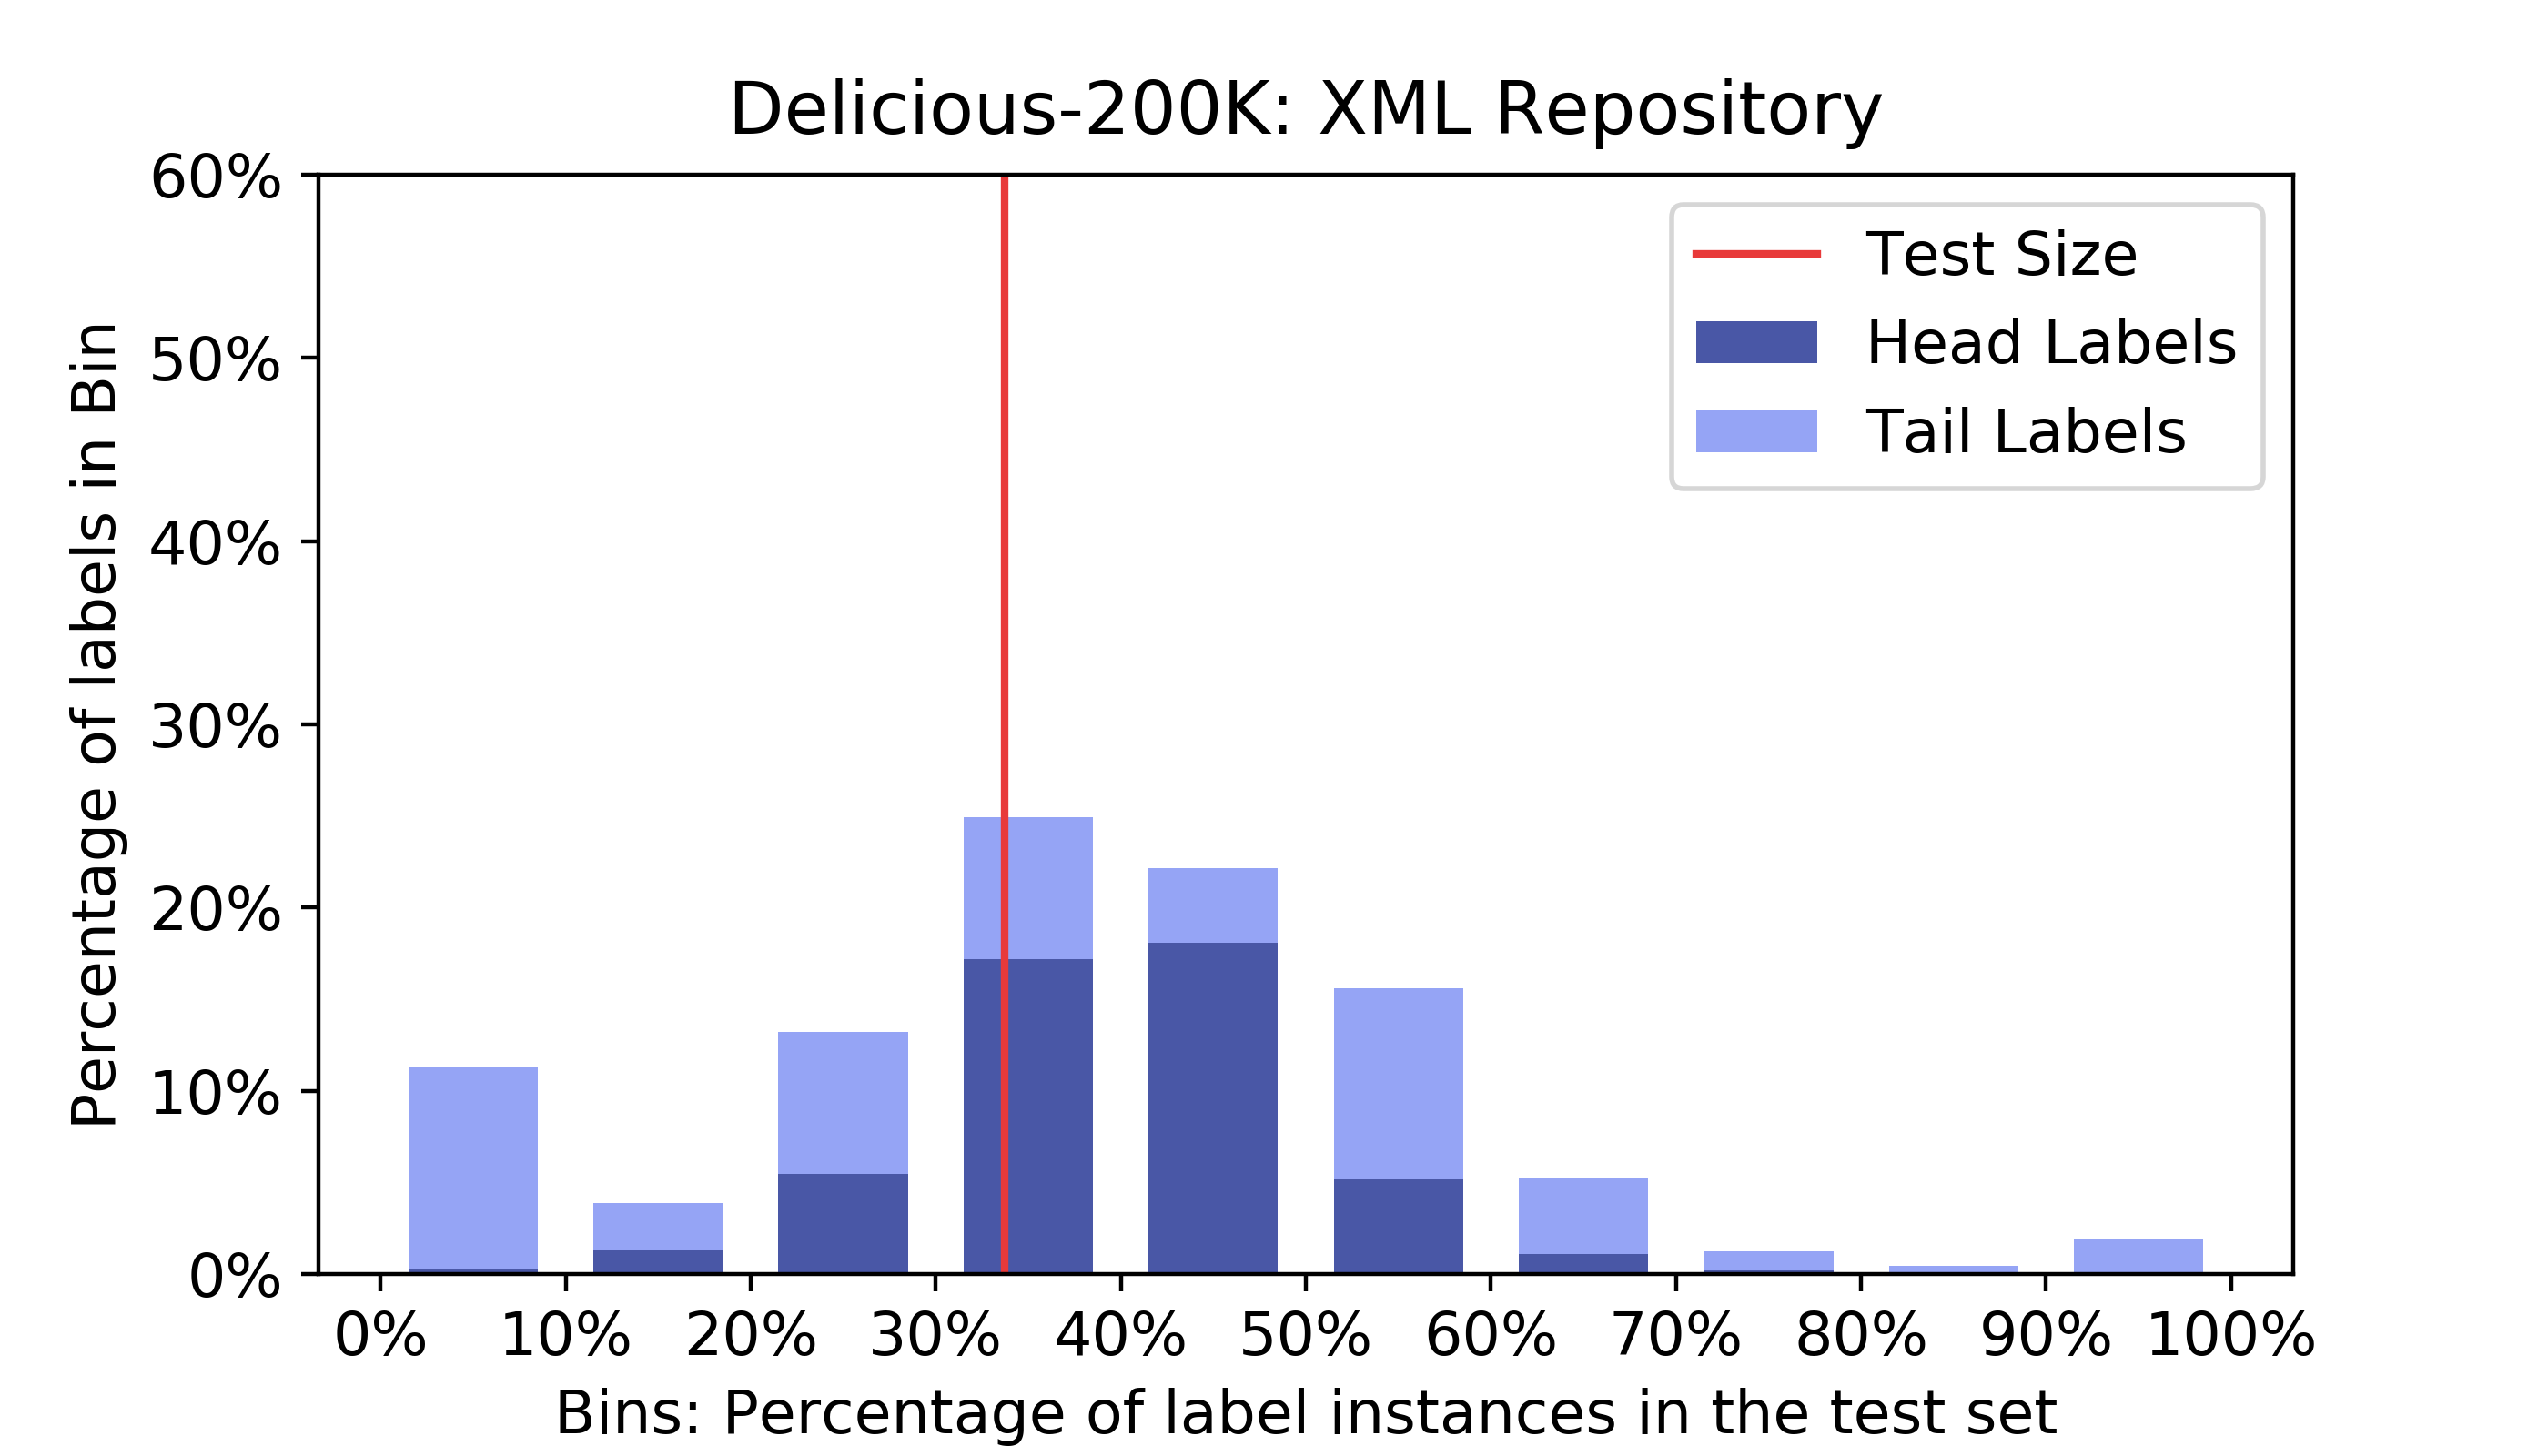 Delicious-200K: XML Repository
60%
50%
40%
30%
20%
10%
0%
Percentage of labels in Bin
Test Size
Head Labels
Tail Labels
0% 10% 20% 30% 40% 50% 60% 70% 80% 90% 100%
Bins: Percentage of label instances in the test set